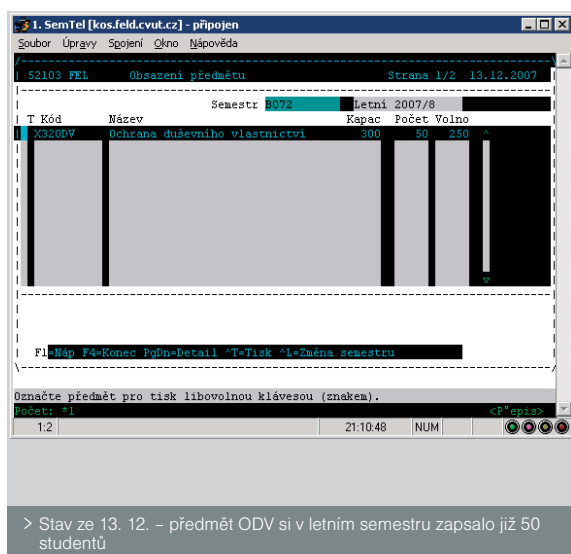 1. SemTel [kos.feld.cvut.cz] - připojen
Soubor Úpravy Spojení Okno Nápověda
52103 FEL Obsazení předmětu Strana 1/2 13.12.2007
Semestr B072 Letní 2007/8
T Kód Název Kapac Počet Volno
X32ODV Ochrana duševního vlastnictví 300 50 250 ^
v
F1=Náp F4=Konec PgDn=Detail ^T=Tisk ^L=Změna semestru
Označte předmět pro tisk libovolnou klávesou (znakem).
Počet: *1 <P°epis>
1:2 21:10:48 NUM
> Stav ze 13. 12. – předmět ODV si v letním semestru zapsalo již 50
studentů